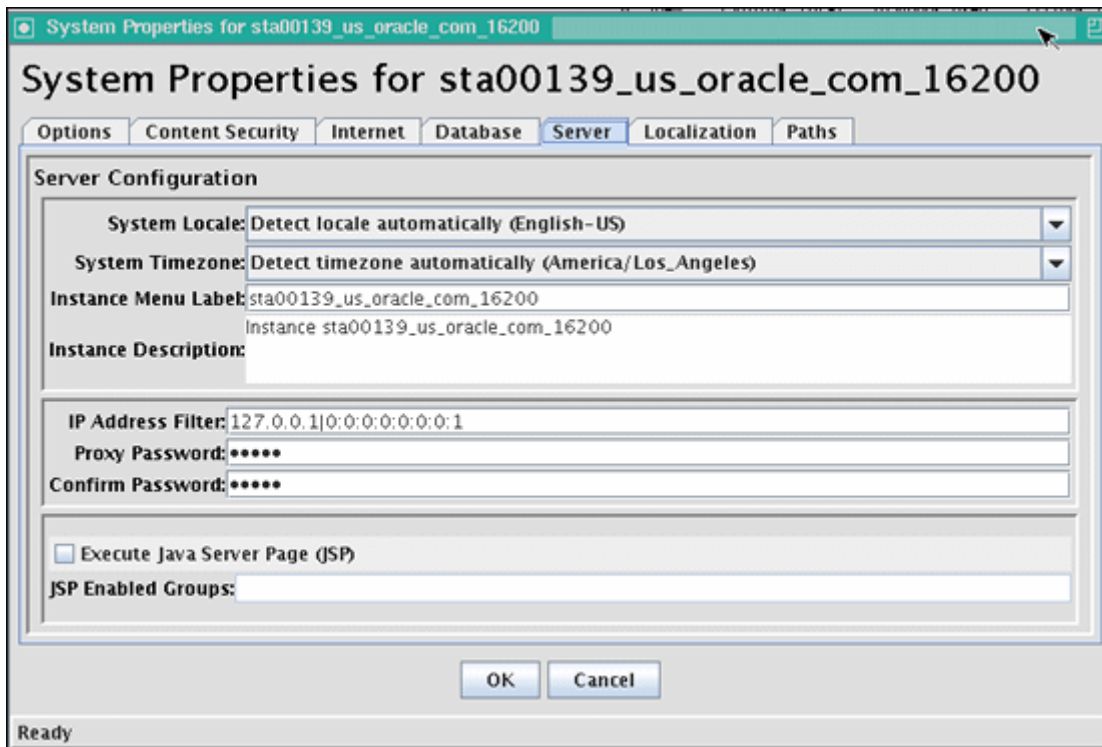 System Properties for sta00139_us_oracle_com_16200
System Properties for sta00139_us_oracle_com_16200
Options Content Security Internet Database Server Localization Paths
Server Configuration
System Locale: Detect locale automatically (English-US)
System Timezone: Detect timezone automatically (America/Los_Angeles)
Instance Menu Label: sta00139_us_oracle_com_16200
Instance Description: Instance sta00139_us_oracle_com_16200
IP Address Filter: 127.0.0.1|0:0:0:0:0:0:0:1
Proxy Password: •••••
Confirm Password: •••••
Execute Java Server Page (JSP)
JSP Enabled Groups:
OK Cancel
Ready